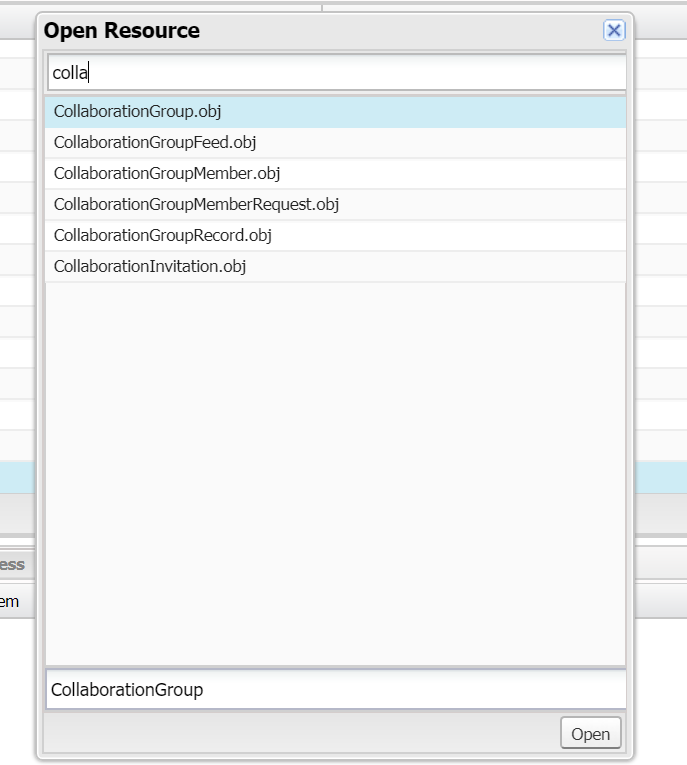 Open Resource
colla
CollaborationGroup.obj
CollaborationGroupFeed.obj
CollaborationGroupMember.obj
CollaborationGroupMemberRequest.obj
CollaborationGroupRecord.obj
CollaborationInvitation.obj
ess
em
CollaborationGroup
Open